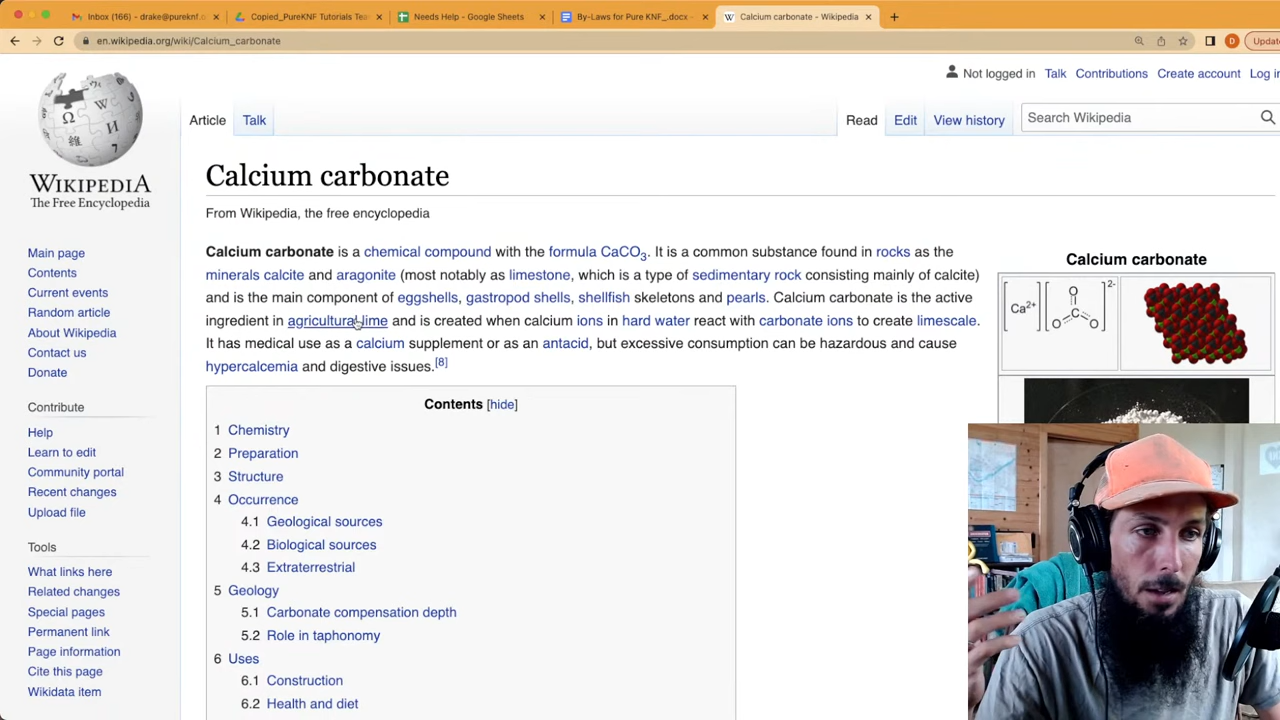 Inbox (166) - drake@pureknf.o
Copied_PureKNF Tutorials Tea
Needs Help - Google Sheets
By-Laws for Pure KNF_.docx -
Calcium carbonate - Wikipedia
en.wikipedia.org/wiki/Calcium_carbonate
D
Updat
Not logged in Talk Contributions Create account Log i
Article Talk
Read Edit View history
Search Wikipedia
WIKIPEDIA
The Free Encyclopedia
Calcium carbonate
From Wikipedia, the free encyclopedia
Main page
Contents
Current events
Random article
About Wikipedia
Contact us
Donate
Contribute
Help
Learn to edit
Community portal
Recent changes
Upload file
Tools
What links here
Related changes
Special pages
Permanent link
Page information
Cite this page
Wikidata item
Calcium carbonate is a chemical compound with the formula CaCO3. It is a common substance found in rocks as the
minerals calcite and aragonite (most notably as limestone, which is a type of sedimentary rock consisting mainly of calcite)
and is the main component of eggshells, gastropod shells, shellfish skeletons and pearls. Calcium carbonate is the active
ingredient in agricultural lime and is created when calcium ions in hard water react with carbonate ions to create limescale.
It has medical use as a calcium supplement or as an antacid, but excessive consumption can be hazardous and cause
hypercalcemia and digestive issues.[8]
Contents [hide]
1 Chemistry
2 Preparation
3 Structure
4 Occurrence
4.1 Geological sources
4.2 Biological sources
4.3 Extraterrestrial
5 Geology
5.1 Carbonate compensation depth
5.2 Role in taphonomy
6 Uses
6.1 Construction
6.2 Health and diet
Calcium carbonate
Ca2+
O
C
O- O-
2-